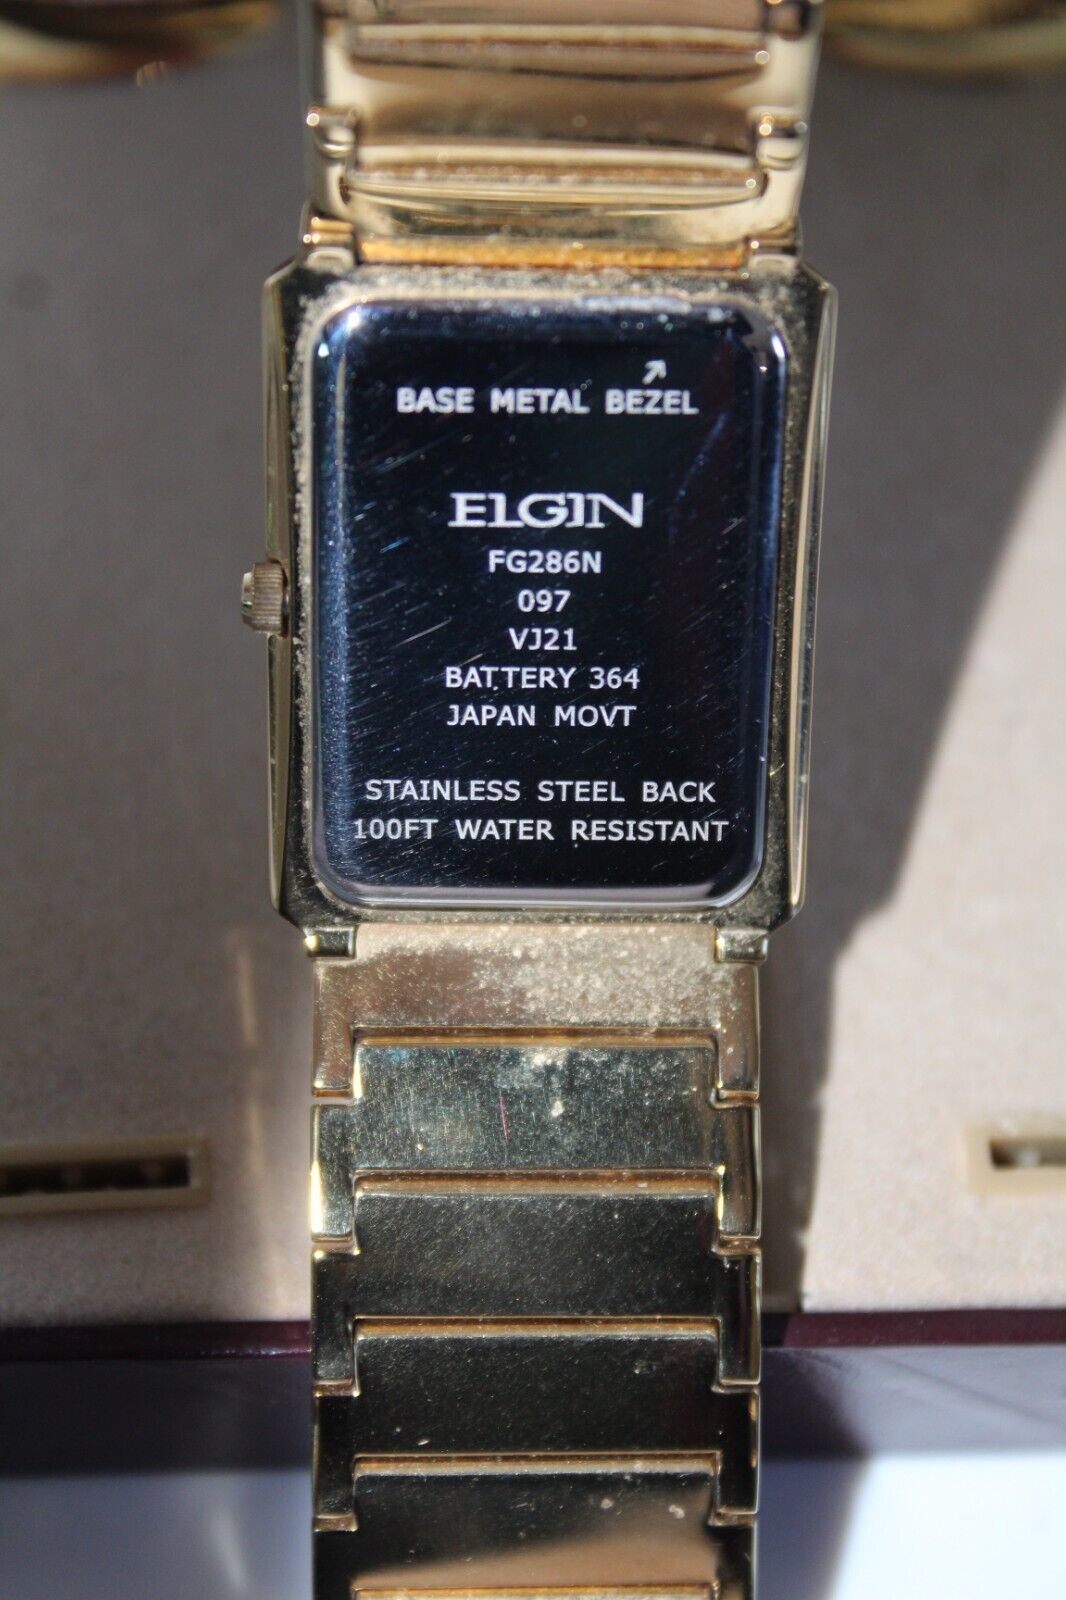 BASE METAL BEZEL
ELGIN
FG286N
097
VJ21
BATTERY 364
JAPAN MOVT
STAINLESS STEEL BACK
100FT WATER RESISTANT